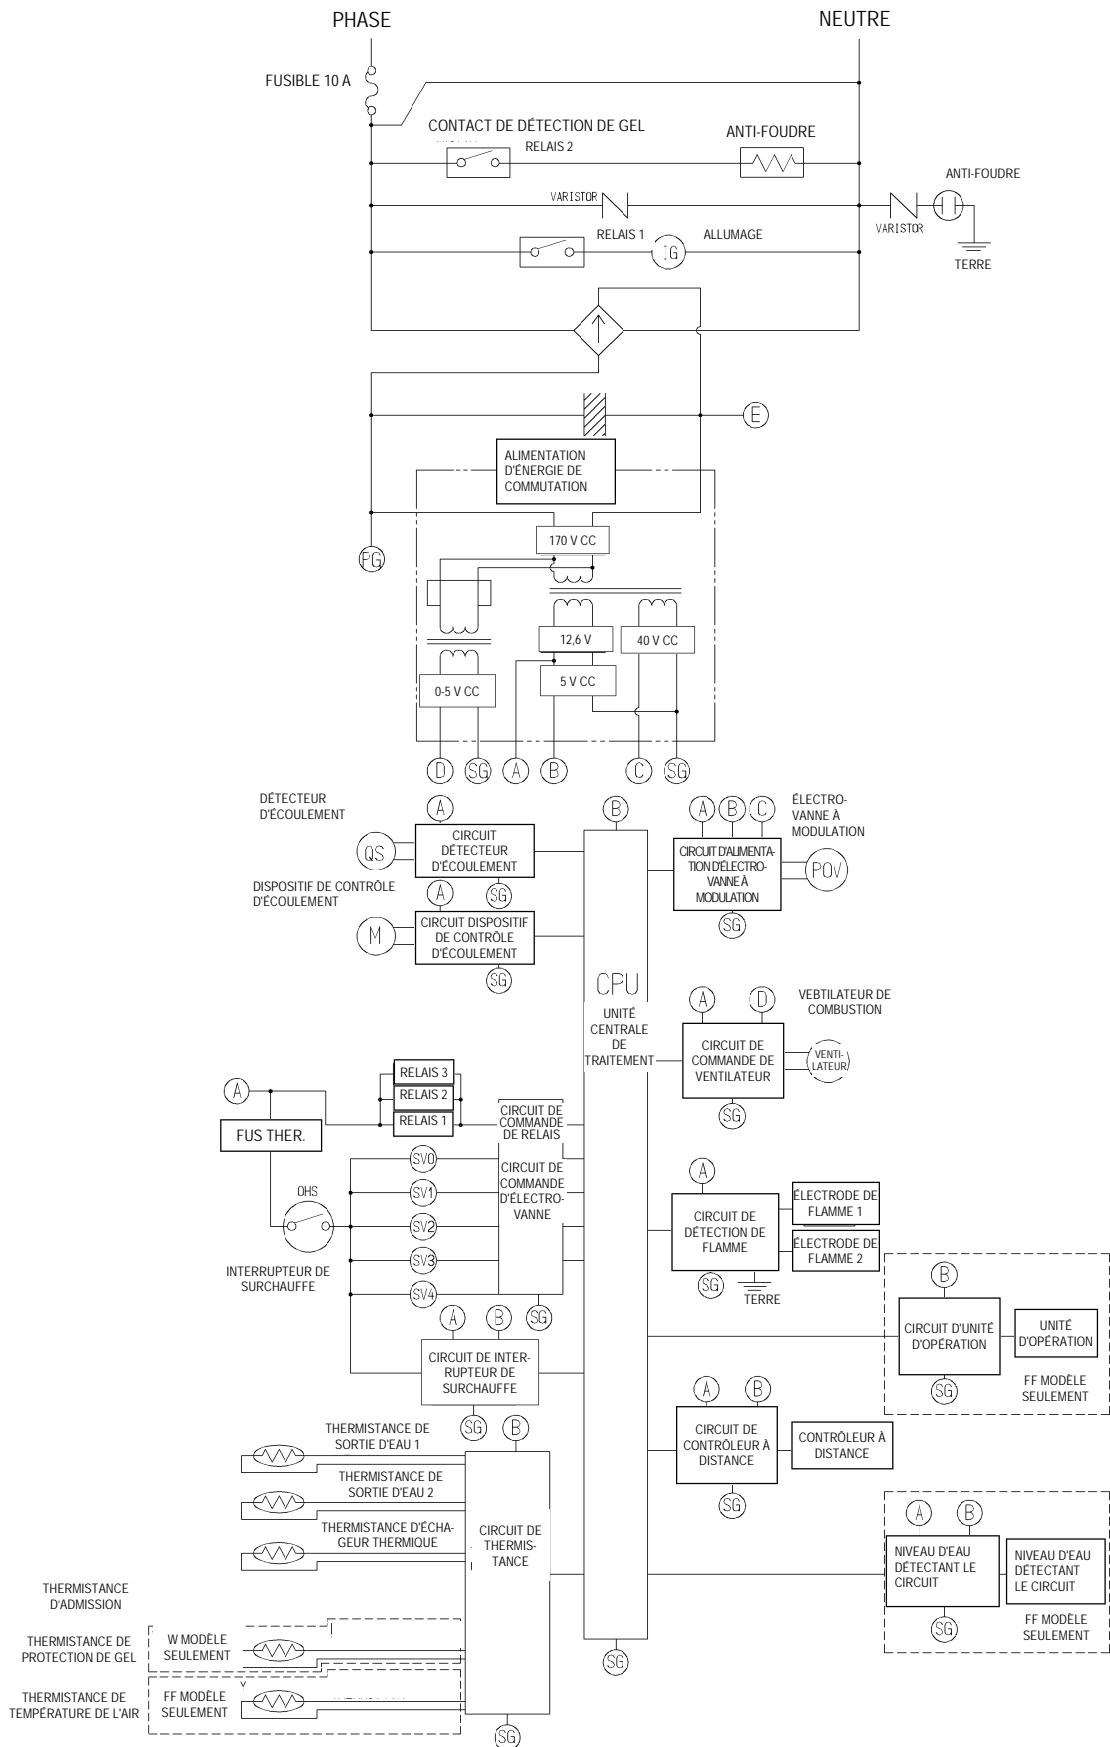 PHASE
NEUTRE
FUSIBLE 10 A
CONTACT DE DÉTECTION DE GEL
RELAIS 2
ANTI-FOUDRE
VARISTOR
ANTI-FOUDRE
VARISTOR
TERRE
RELAIS 1
ALLUMAGE
IG
E
ALIMENTATION
D'ÉNERGIE DE
COMMUTATION
170 V CC
PG
12,6 V
40 V CC
5 V CC
0-5 V CC
D
SG
A
B
C
SG
DÉTECTEUR
D'ÉCOULEMENT
A
QS
CIRCUIT
DÉTECTEUR
D'ÉCOULEMENT
SG
DISPOSITIF DE CONTRÔLE
D'ÉCOULEMENT
A
M
CIRCUIT DISPOSITIF
DE CONTRÔLE
D'ÉCOULEMENT
SG
B
CPU
UNITÉ
CENTRALE
DE
TRAITEMENT
SG
A
B
C
ÉLECTRO-
VANNE À
MODULATION
CIRCUIT D'ALIMENTA-
TION D'ÉLECTRO-
VANNE À
MODULATION
POV
SG
A
D
VEBTILATEUR DE
COMBUSTION
CIRCUIT DE
COMMANDE DE
VENTILATEUR
VENTI-
LATEUR
SG
A
RELAIS 3
RELAIS 2
RELAIS 1
FUS THER.
CIRCUIT DE
COMMANDE
DE RELAIS
OHS
INTERRUPTEUR DE
SURCHAUFFE
SV0
SV1
SV2
SV3
SV4
CIRCUIT DE
COMMANDE
D'ÉLECTRO-
VANNE
SG
A
B
CIRCUIT DE INTER-
RUPTEUR DE
SURCHAUFFE
SG
A
CIRCUIT DE
DÉTECTION DE
FLAMME
ÉLECTRODE DE
FLAMME 1
ÉLECTRODE DE
FLAMME 2
SG
TERRE
B
CIRCUIT D'UNITÉ
D'OPÉRATION
UNITÉ
D'OPÉRATION
SG
FF MODÈLE
SEULEMENT
A
B
CIRCUIT DE
CONTRÔLEUR À
DISTANCE
CONTRÔLEUR À
DISTANCE
SG
A
B
NIVEAU D'EAU
DÉTECTANT LE
CIRCUIT
NIVEAU D'EAU
DÉTECTANT
LE CIRCUIT
SG
FF MODÈLE
SEULEMENT
B
THERMISTANCE DE
SORTIE D'EAU 1
THERMISTANCE DE
SORTIE D'EAU 2
THERMISTANCE D'ÉCHA-
GEUR THERMIQUE
CIRCUIT DE
THERMIS-
TANCE
THERMISTANCE
D'ADMISSION
THERMISTANCE DE
PROTECTION DE GEL
W MODÈLE
SEULEMENT
THERMISTANCE DE
TEMPÉRATURE DE L'AIR
FF MODÈLE
SEULEMENT
SG